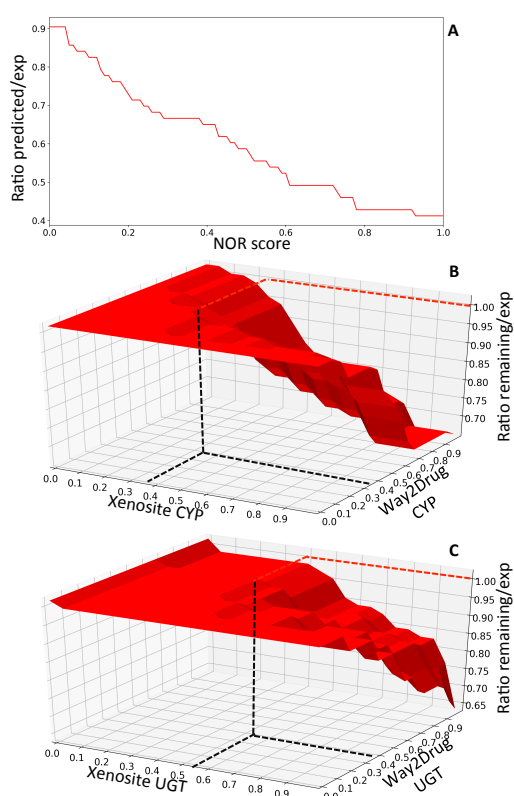 A
Ratio predicted/exp
0.9
0.8
0.7
0.6
0.5
0.4
0.0 0.2 0.4 0.6 0.8 1.0
NOR score
B
1.00
0.95
0.90
0.85
0.80
0.75
0.70
Ratio remaining/exp
0.0 0.1 0.2 0.3 0.4 0.5 0.6 0.7 0.8 0.9
Xenosite CYP
0.0 0.1 0.2 0.3 0.4 0.5 0.6 0.7 0.8 0.9
Way2Drug
CYP
C
1.00
0.95
0.90
0.85
0.80
0.75
0.70
0.65
Ratio remaining/exp
0.0 0.1 0.2 0.3 0.4 0.5 0.6 0.7 0.8 0.9
Xenosite UGT
0.0 0.1 0.2 0.3 0.4 0.5 0.6 0.7 0.8 0.9
Way2Drug
UGT